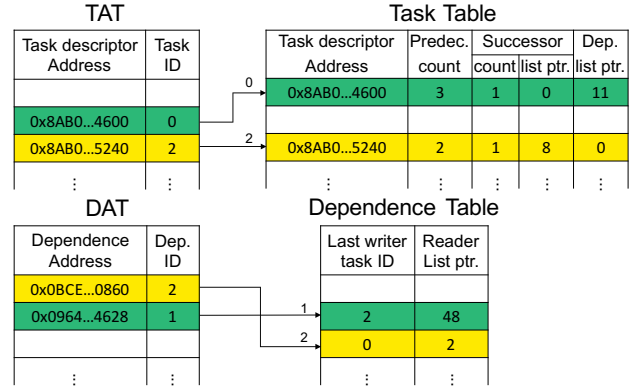 TAT
Task Table
Task descriptor Address Task ID
Task descriptor Address Predec. count Successor count list ptr. Dep. list ptr.
0 0x8AB0...4600 3 1 0 11
0x8AB0...4600 0
0x8AB0...5240 2 2 0x8AB0...5240 2 1 8 0
⋮ ⋮ ⋮ ⋮ ⋮ ⋮ ⋮
DAT
Dependence Table
Dependence Address Dep. ID
Last writer task ID Reader List ptr.
0x0BCE...0860 2
0x0964...4628 1 1 2 48
2 0 2
⋮ ⋮ ⋮ ⋮